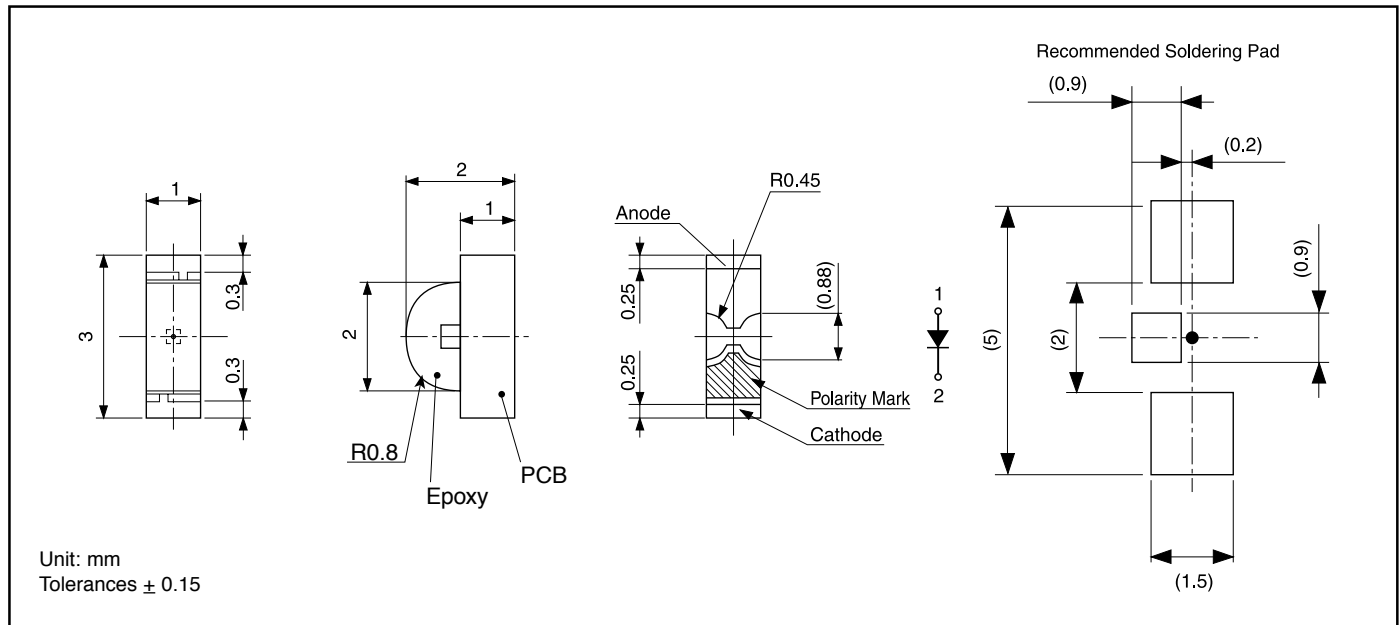 Recommended Soldering Pad
(0.9)
(0.2)
1
3
0.3
0.3
2
1
2
R0.8
Epoxy
PCB
R0.45
Anode
0.25
0.25
(0.88)
Polarity Mark
Cathode
1
2
(5)
(2)
(0.9)
(1.5)
Unit: mm
Tolerances ± 0.15